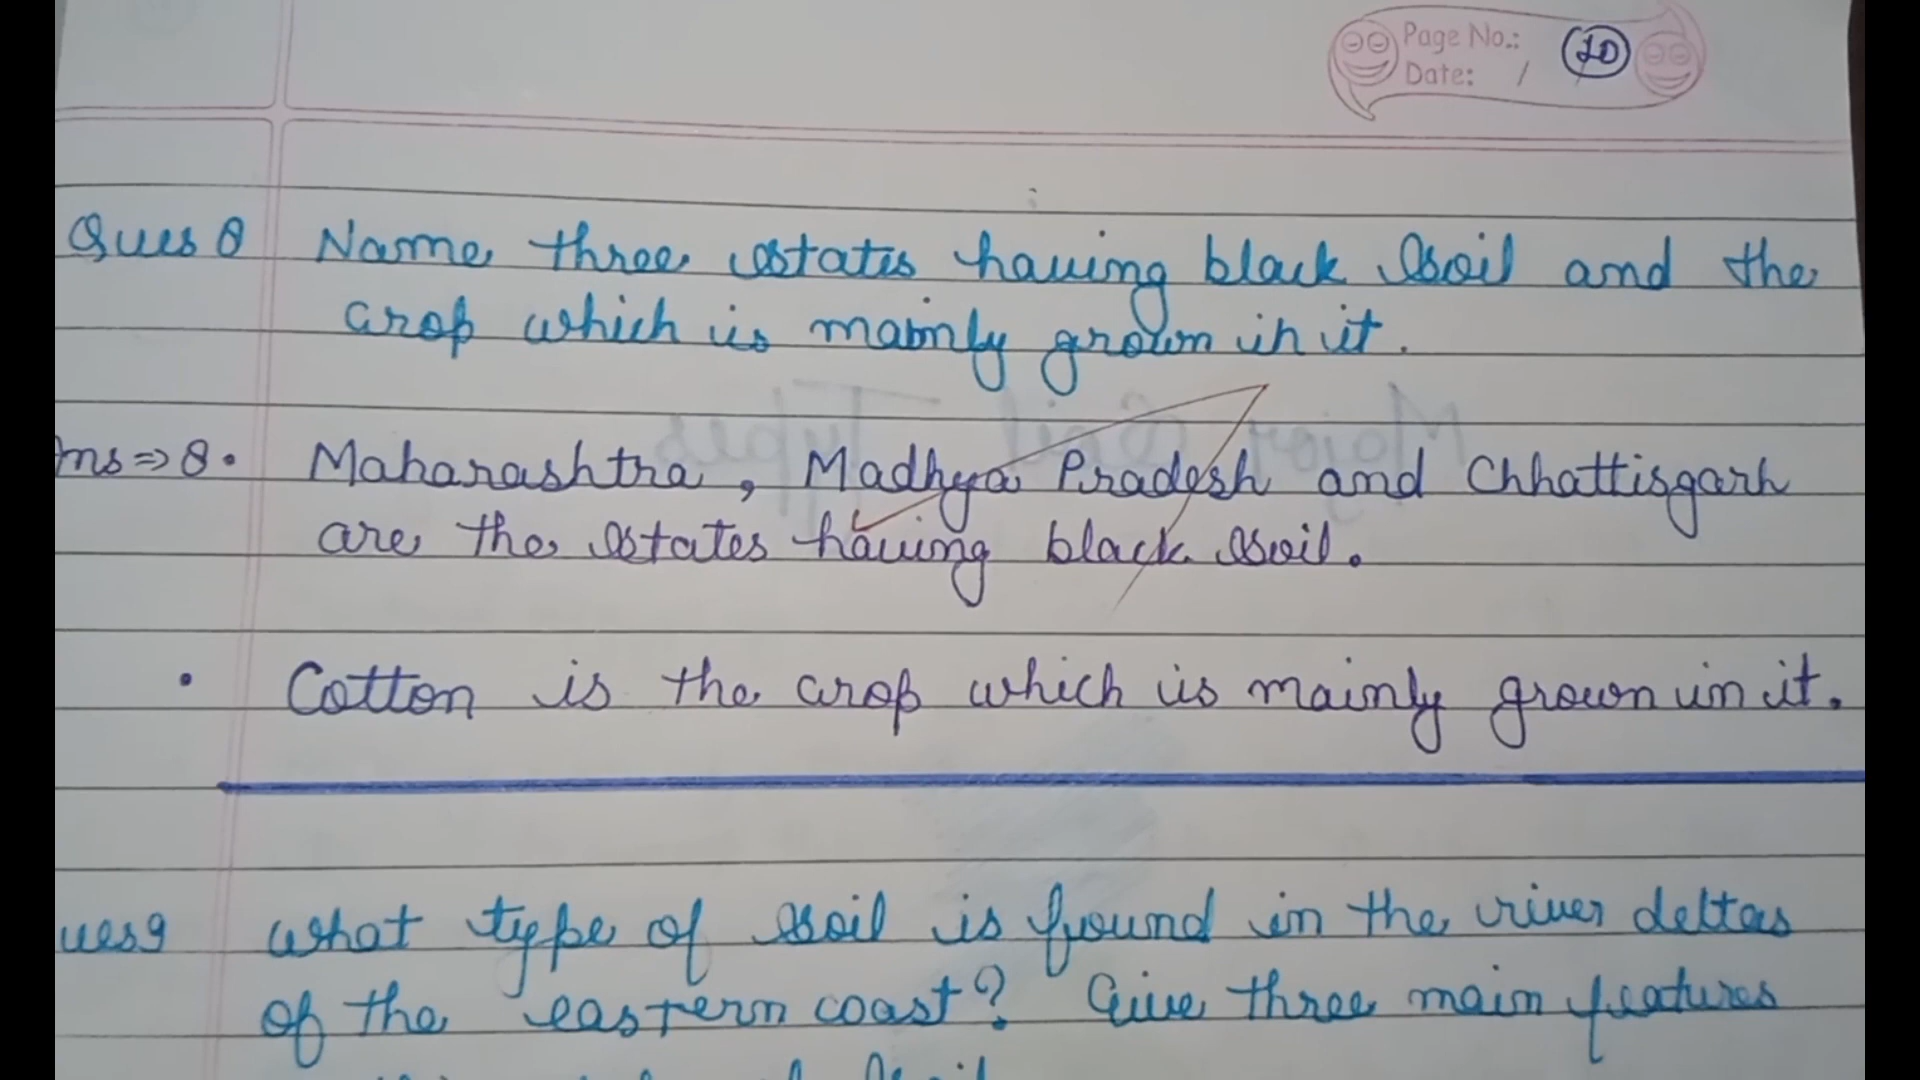 Page No.: 10
Date: /
Ques 8 Name three states having black soil and the
crop which is mainly grown in it.
Ans⇒ 8. Maharashtra, Madhya Pradesh and Chhattisgarh
are the states having black soil.
• Cotton is the crop which is mainly grown in it.
ues 9 What type of soil is found in the river deltas
of the eastern coast? Give three main features
soil